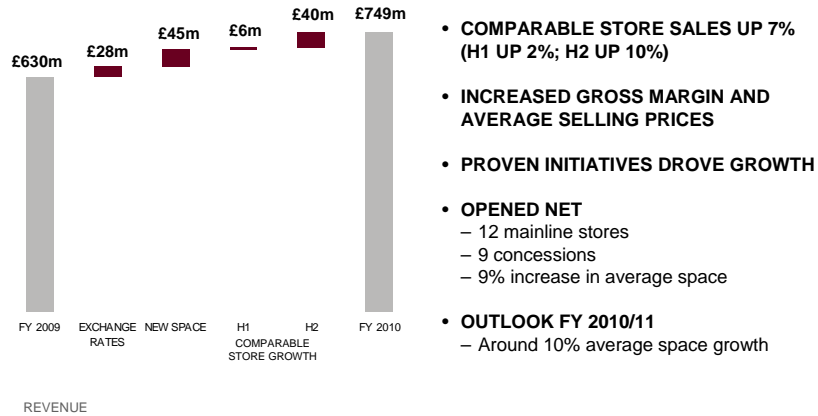 £630m
£28m
£45m
£6m
£40m
£749m
FY 2009
EXCHANGE
RATES
NEW SPACE
H1
H2
COMPARABLE
STORE GROWTH
FY 2010
REVENUE
• COMPARABLE STORE SALES UP 7%
(H1 UP 2%; H2 UP 10%)
• INCREASED GROSS MARGIN AND
AVERAGE SELLING PRICES
• PROVEN INITIATIVES DROVE GROWTH
• OPENED NET
– 12 mainline stores
– 9 concessions
– 9% increase in average space
• OUTLOOK FY 2010/11
– Around 10% average space growth